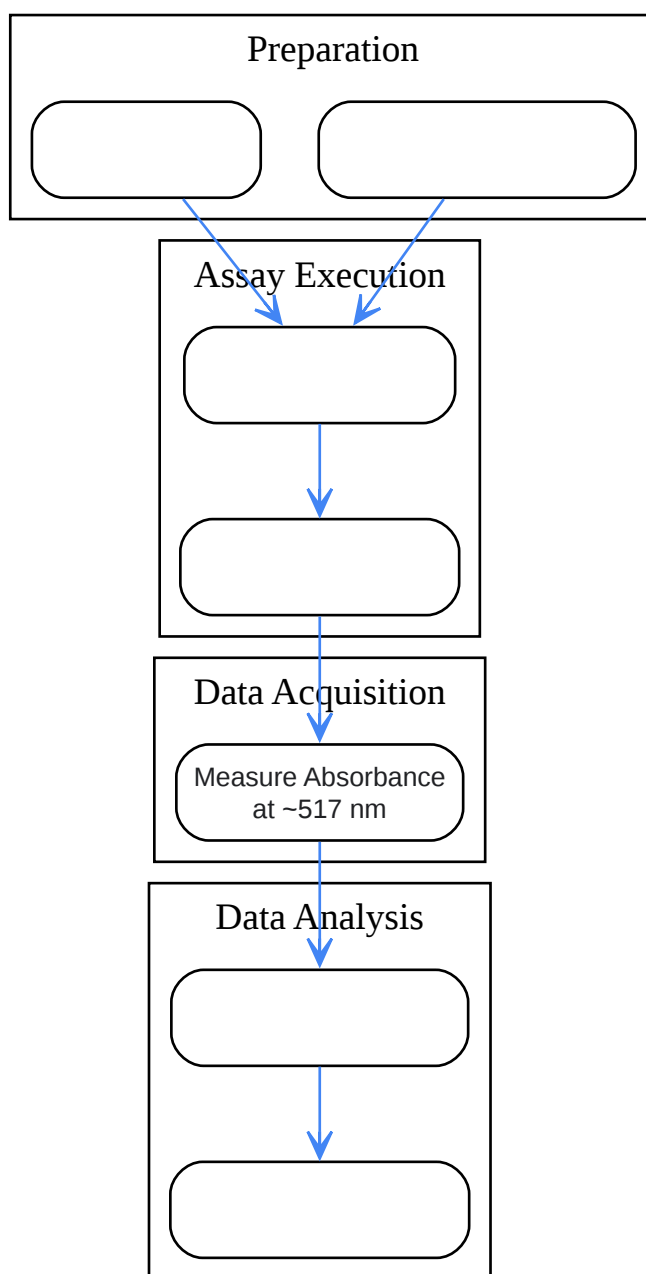 Preparation
Assay Execution
Data Acquisition
Measure Absorbance
at ~517 nm
Data Analysis